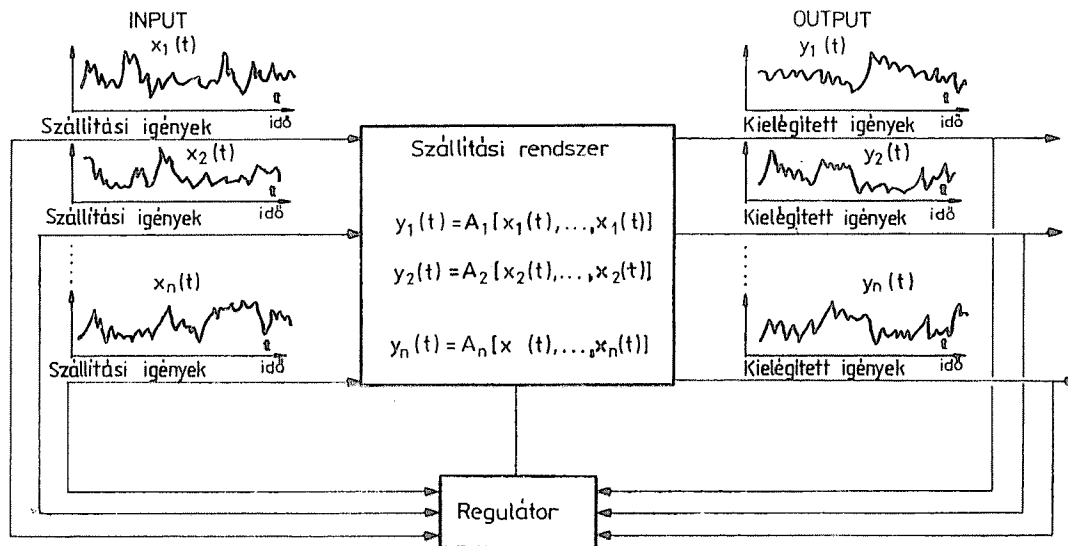 INPUT
x₁(t)
idő
Szállítási igények
x₂(t)
idő
Szállítási igények
xₙ(t)
idő
Szállítási igények
Szállítási rendszer
y₁(t)=A₁[x₁(t),...,x₁(t)]
y₂(t)=A₂[x₂(t),...,x₂(t)]
yₙ(t)=Aₙ[x (t),...,xₙ(t)]
Regulátor
OUTPUT
y₁(t)
idő
Kielégített igények
y₂(t)
idő
Kielégített igények
yₙ(t)
idő
Kielégített igények